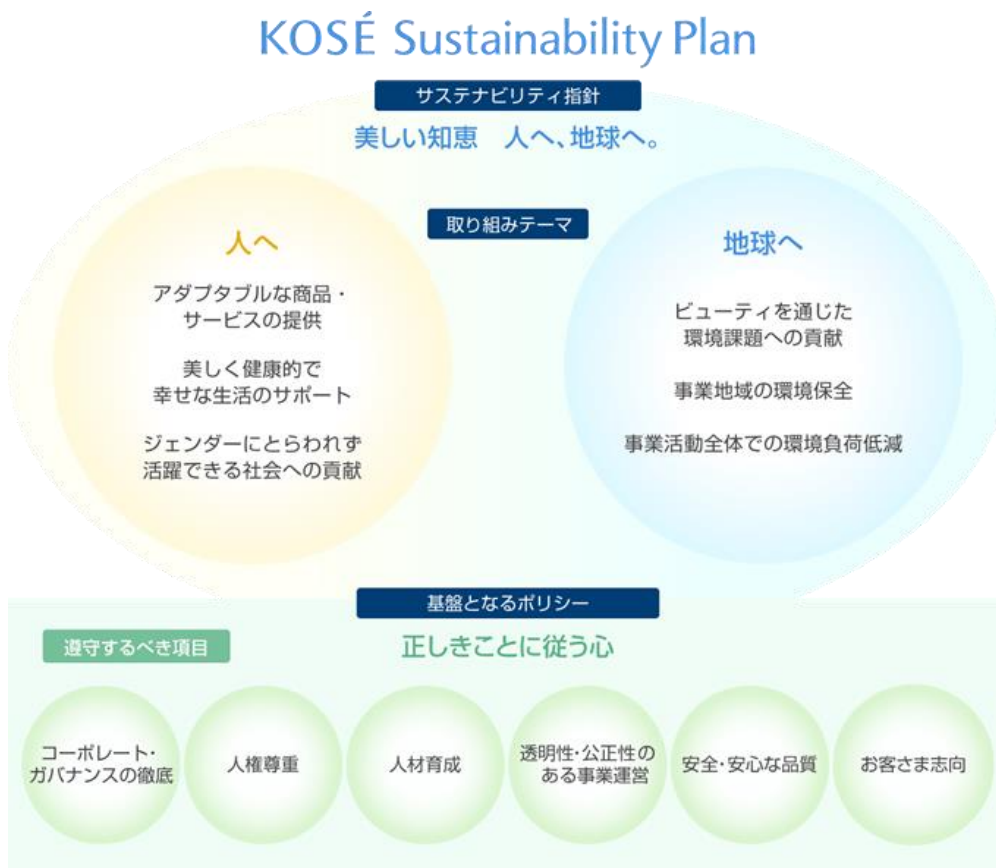 KOSÉ Sustainability Plan
サステナビリティ指針
美しい知恵　人へ、地球へ。
取り組みテーマ
人へ
アダプタブルな商品・
サービスの提供
美しく健康的で
幸せな生活のサポート
ジェンダーにとらわれず
活躍できる社会への貢献
地球へ
ビューティを通じた
環境課題への貢献
事業地域の環境保全
事業活動全体での環境負荷低減
基盤となるポリシー
遵守するべき項目
正しきことに従う心
コーポレート・
ガバナンスの徹底
人権尊重
人材育成
透明性・公正性の
ある事業運営
安全・安心な品質
お客さま志向